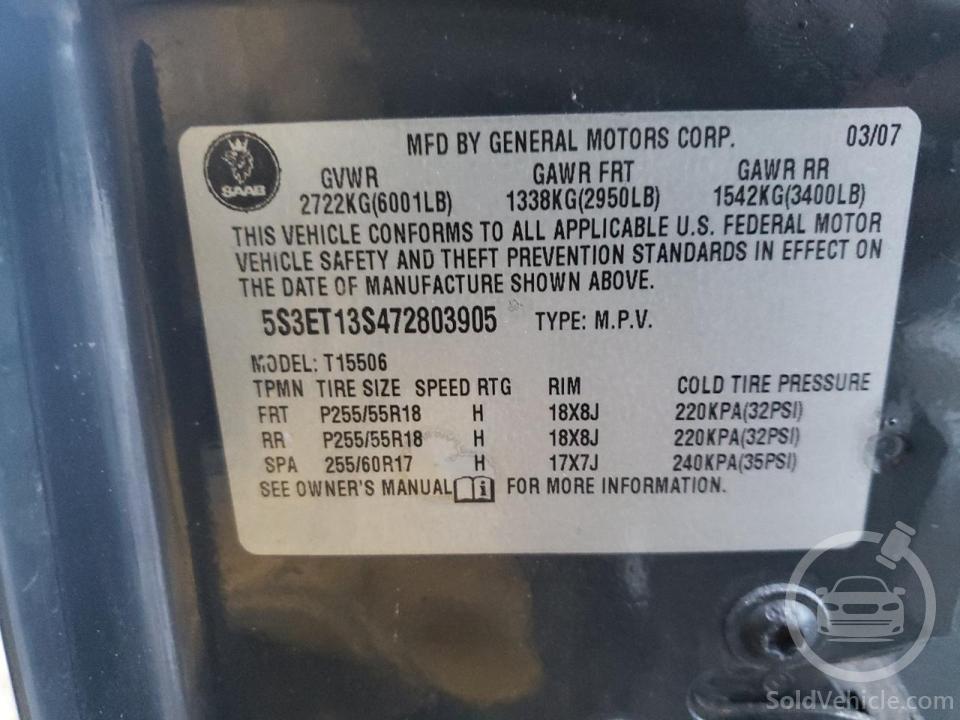 SAAB
MFD BY GENERAL MOTORS CORP. 03/07
GVWR GAWR FRT GAWR RR
2722KG(6001LB) 1338KG(2950LB) 1542KG(3400LB)
THIS VEHICLE CONFORMS TO ALL APPLICABLE U.S. FEDERAL MOTOR
VEHICLE SAFETY AND THEFT PREVENTION STANDARDS IN EFFECT ON
THE DATE OF MANUFACTURE SHOWN ABOVE.
5S3ET13S472803905 TYPE: M.P.V.
MODEL: T15506
TPMN TIRE SIZE SPEED RTG RIM COLD TIRE PRESSURE
FRT P255/55R18 H 18X8J 220KPA(32PSI)
RR P255/55R18 H 18X8J 220KPA(32PSI)
SPA 255/60R17 H 17X7J 240KPA(35PSI)
SEE OWNER'S MANUAL i FOR MORE INFORMATION.
SoldVehicle.com